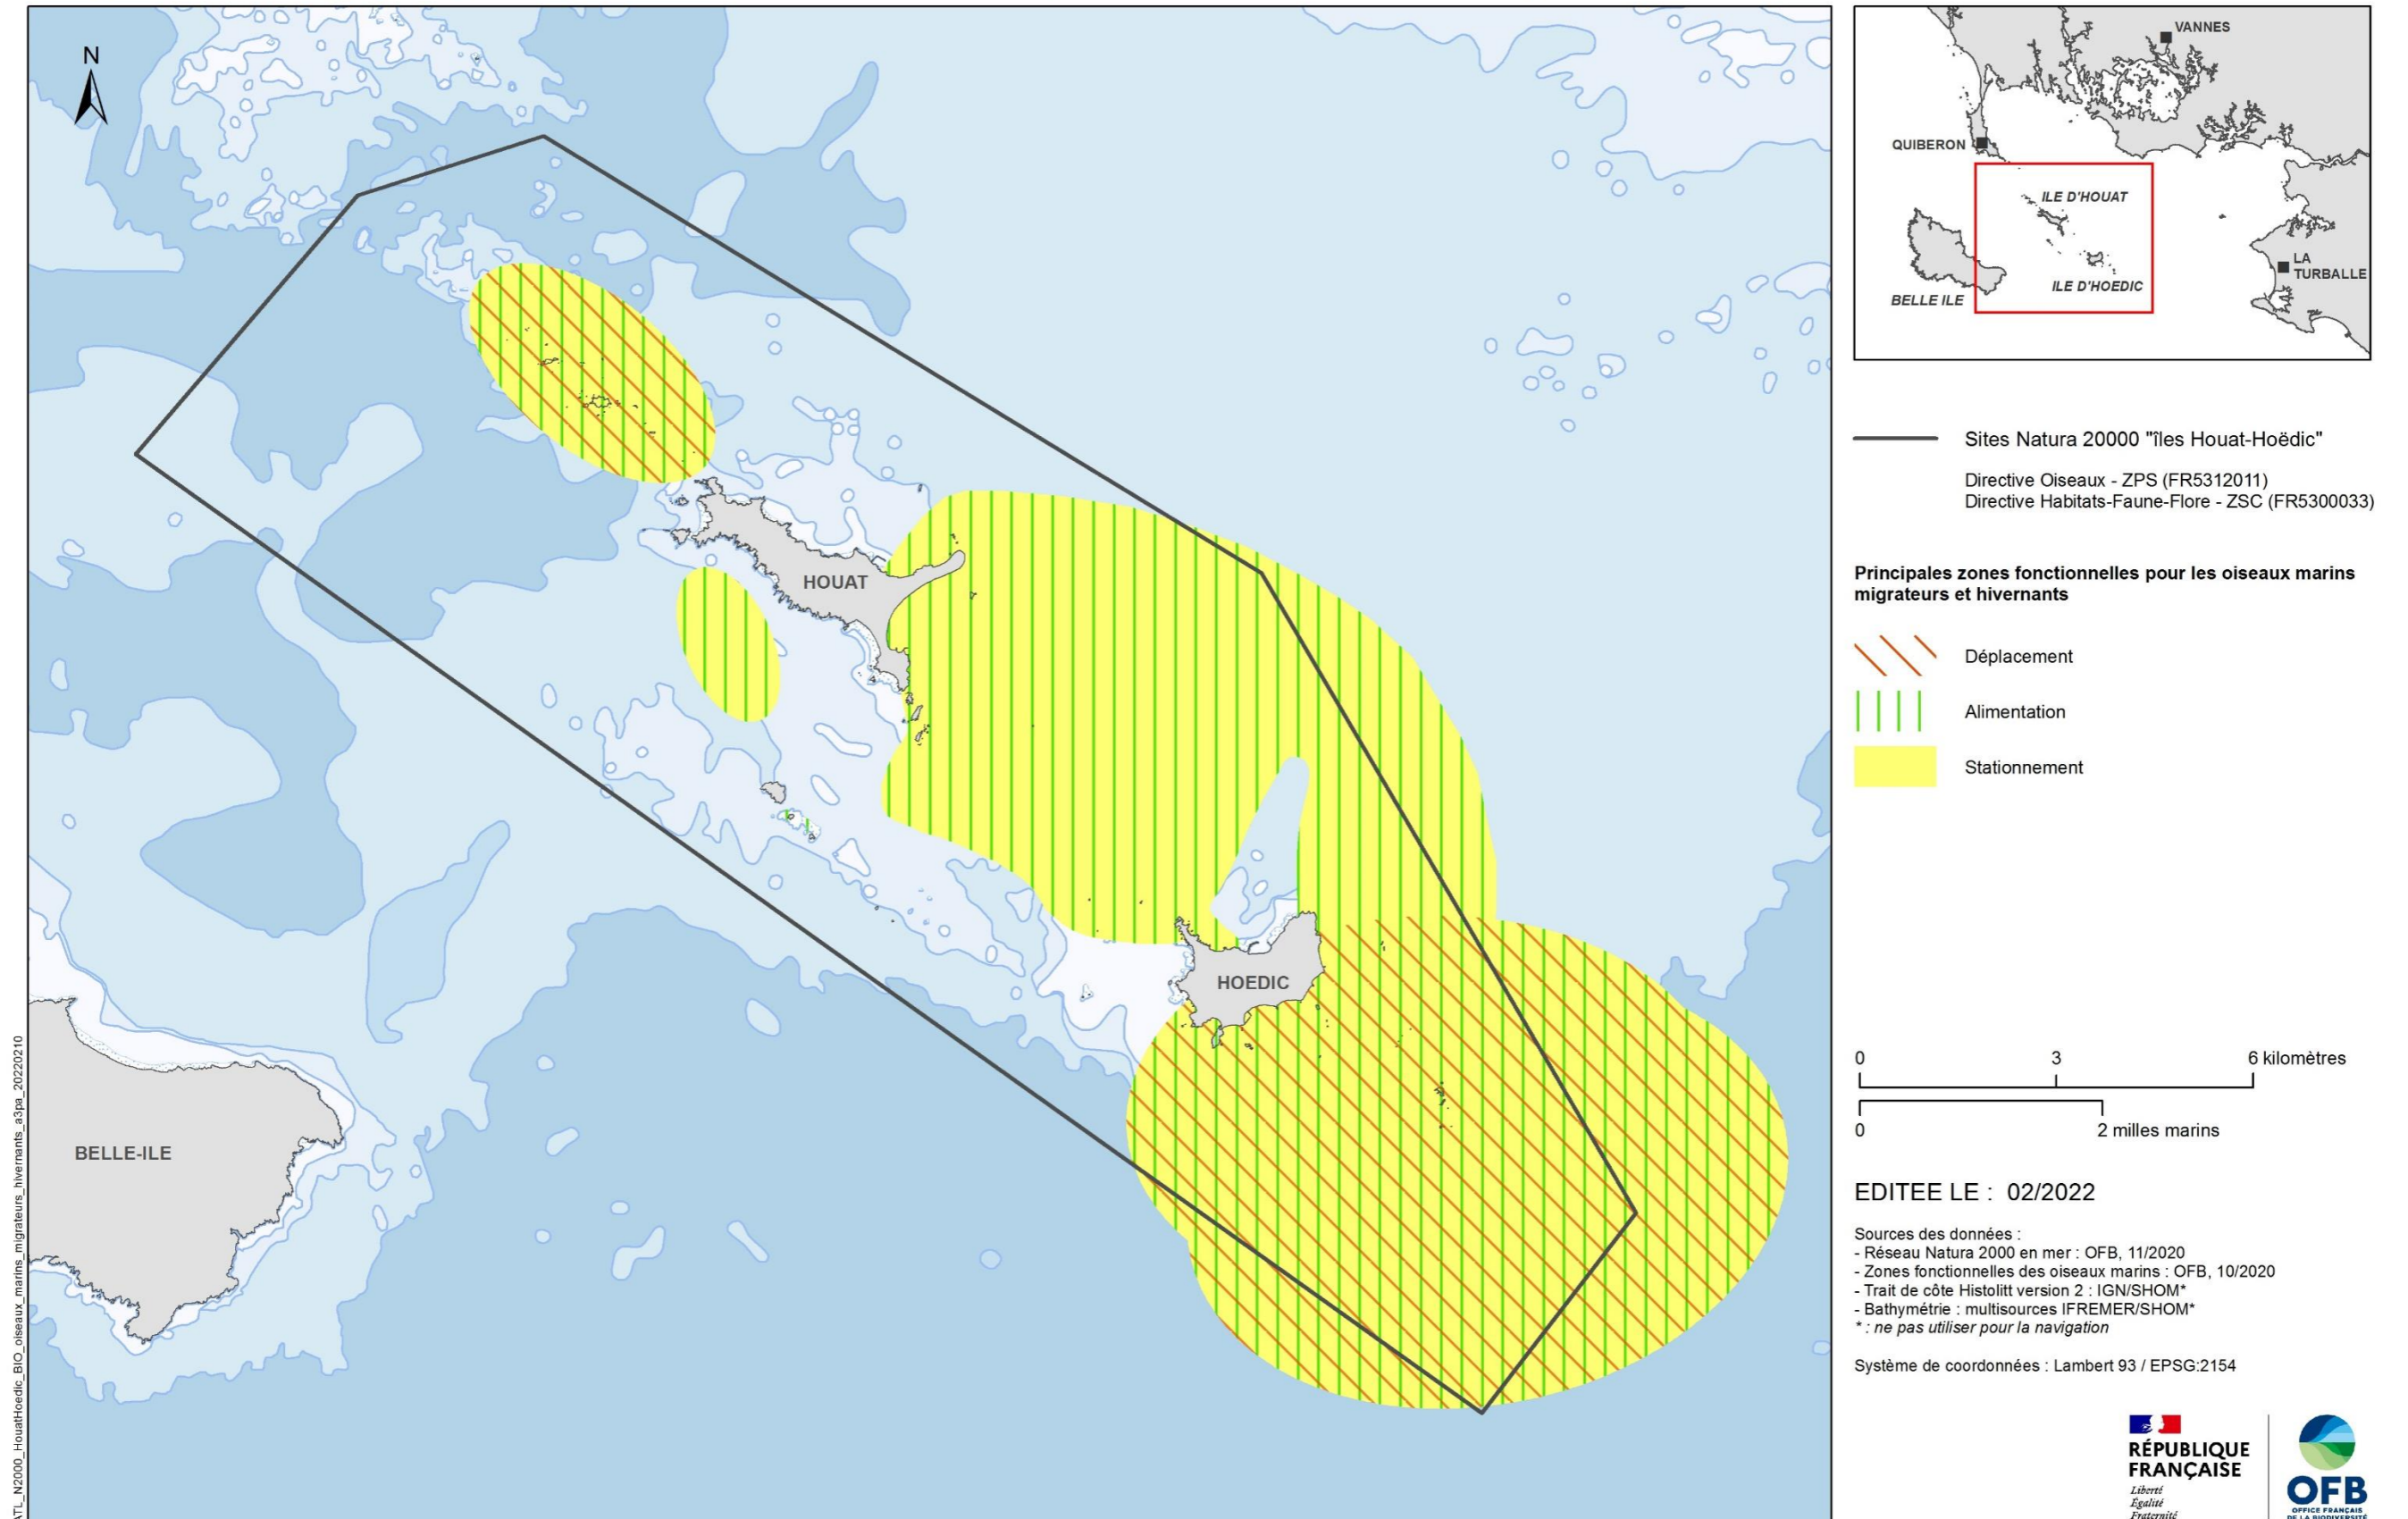 N
HOUAT
HOEDIC
BELLE-ILE
ATL_N2000_HouatHoedic_BIO_oiseaux_marins_migrateurs_hivernants_a3pa_20220210
VANNES
QUIBERON
ILE D'HOUAT
LA
TURBALLE
ILE D'HOEDIC
BELLE ILE
Sites Natura 20000 "îles Houat-Hoëdic"
Directive Oiseaux - ZPS (FR5312011)
Directive Habitats-Faune-Flore - ZSC (FR5300033)
Principales zones fonctionnelles pour les oiseaux marins
migrateurs et hivernants
Déplacement
Alimentation
Stationnement
0 3 6 kilomètres
0 2 milles marins
EDITEE LE : 02/2022
Sources des données :
- Réseau Natura 2000 en mer : OFB, 11/2020
- Zones fonctionnelles des oiseaux marins : OFB, 10/2020
- Trait de côte Histolitt version 2 : IGN/SHOM*
- Bathymétrie : multisources IFREMER/SHOM*
* : ne pas utiliser pour la navigation
Système de coordonnées : Lambert 93 / EPSG:2154
RÉPUBLIQUE
FRANÇAISE
Liberté
Égalité
Fraternité
OFB
OFFICE FRANÇAIS
DE LA BIODIVERSITÉ